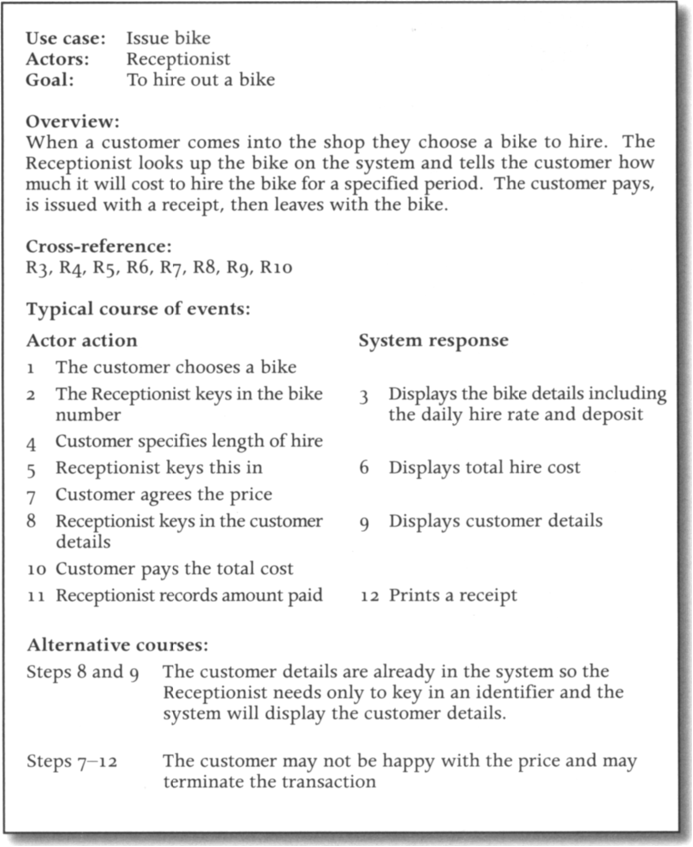 Use case: Issue bike
Actors: Receptionist
Goal: To hire out a bike
Overview:
When a customer comes into the shop they choose a bike to hire. The
Receptionist looks up the bike on the system and tells the customer how
much it will cost to hire the bike for a specified period. The customer pays,
is issued with a receipt, then leaves with the bike.
Cross-reference:
R3, R4, R5, R6, R7, R8, R9, R10
Typical course of events:
Actor action System response
1 The customer chooses a bike
2 The Receptionist keys in the bike 3 Displays the bike details including
number the daily hire rate and deposit
4 Customer specifies length of hire
5 Receptionist keys this in 6 Displays total hire cost
7 Customer agrees the price
8 Receptionist keys in the customer 9 Displays customer details
details
10 Customer pays the total cost
11 Receptionist records amount paid 12 Prints a receipt
Alternative courses:
Steps 8 and 9 The customer details are already in the system so the
Receptionist needs only to key in an identifier and the
system will display the customer details.
Steps 7–12 The customer may not be happy with the price and may
terminate the transaction